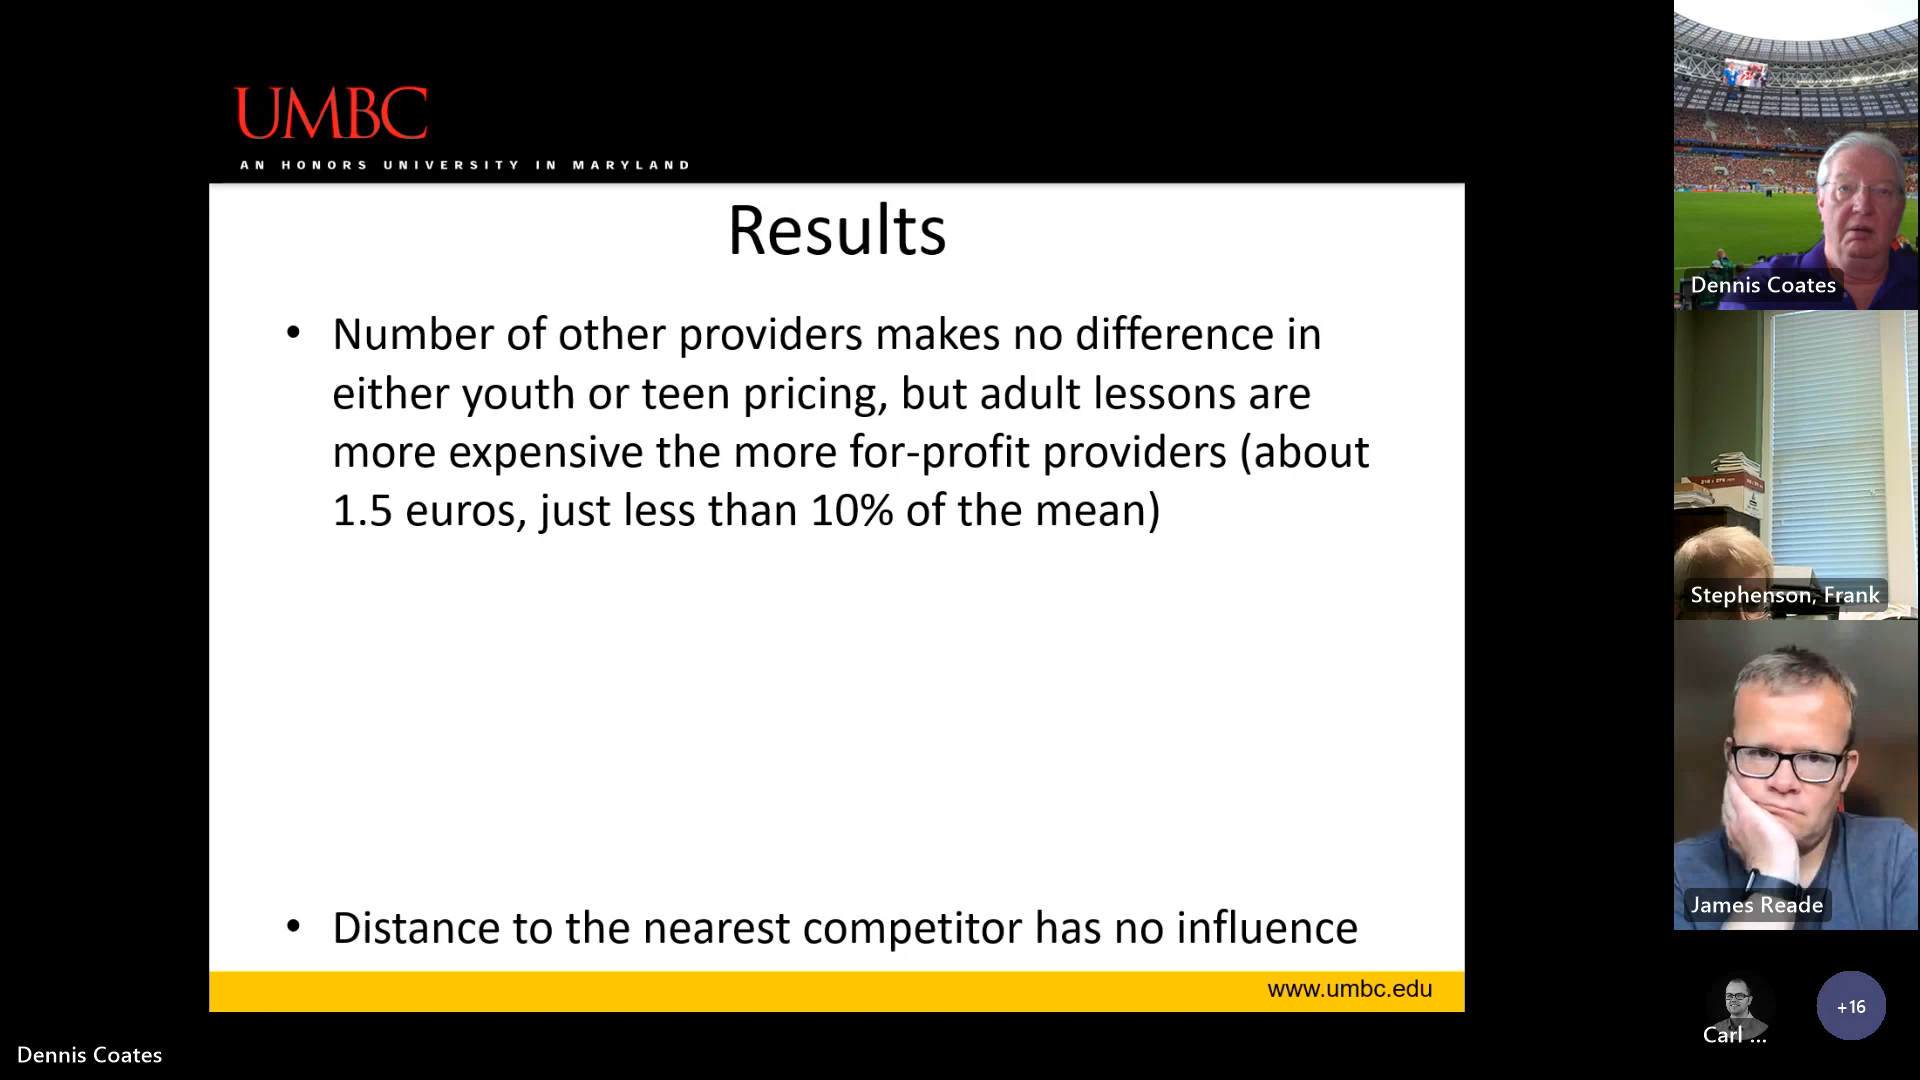 UMBC
AN HONORS UNIVERSITY IN MARYLAND
Results
• Number of other providers makes no difference in
either youth or teen pricing, but adult lessons are
more expensive the more for-profit providers (about
1.5 euros, just less than 10% of the mean)
• Distance to the nearest competitor has no influence
www.umbc.edu
Dennis Coates
Dennis Coates
Stephenson, Frank
James Reade
Carl ...
+16